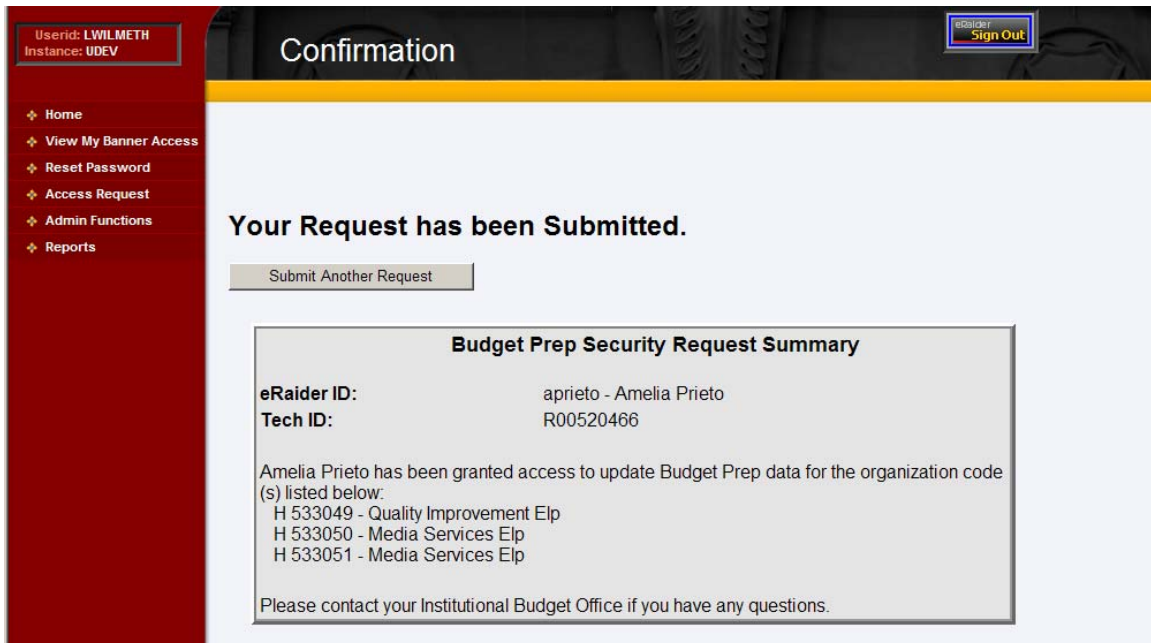 Userid: LWILMETH
Instance: UDEV
Confirmation
eRaider
Sign Out
Home
View My Banner Access
Reset Password
Access Request
Admin Functions
Reports
Your Request has been Submitted.
Submit Another Request
Budget Prep Security Request Summary
eRaider ID: aprieto - Amelia Prieto
Tech ID: R00520466
Amelia Prieto has been granted access to update Budget Prep data for the organization code
(s) listed below:
H 533049 - Quality Improvement Elp
H 533050 - Media Services Elp
H 533051 - Media Services Elp
Please contact your Institutional Budget Office if you have any questions.